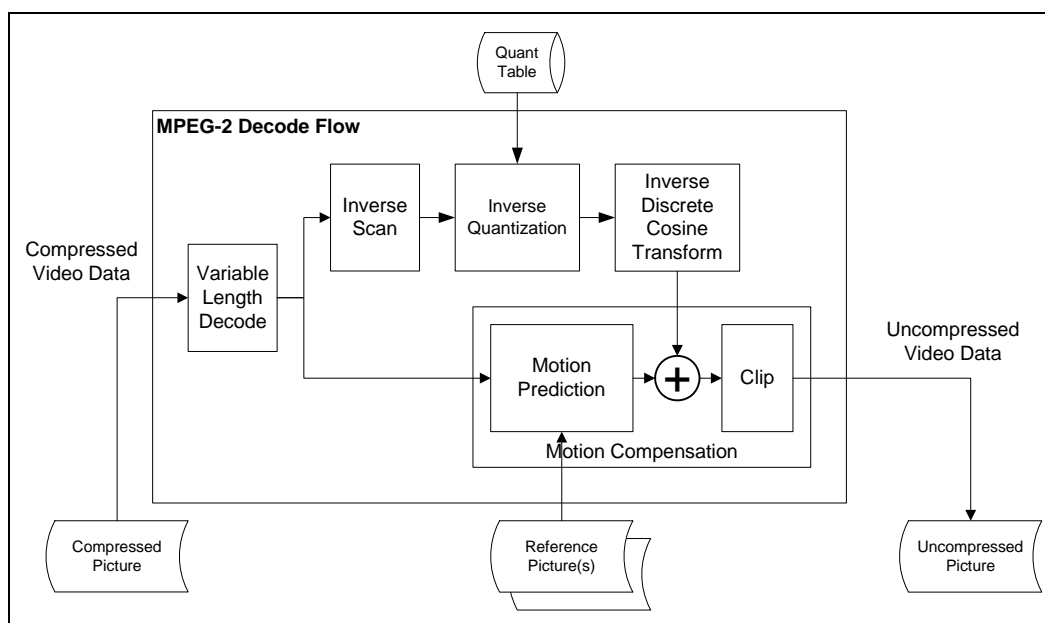 Quant
Table
MPEG-2 Decode Flow
Inverse
Scan
Inverse
Quantization
Inverse
Discrete
Cosine
Transform
Compressed
Video Data
Variable
Length
Decode
Motion
Prediction
+
Clip
Motion Compensation
Uncompressed
Video Data
Compressed
Picture
Reference
Picture(s)
Uncompressed
Picture